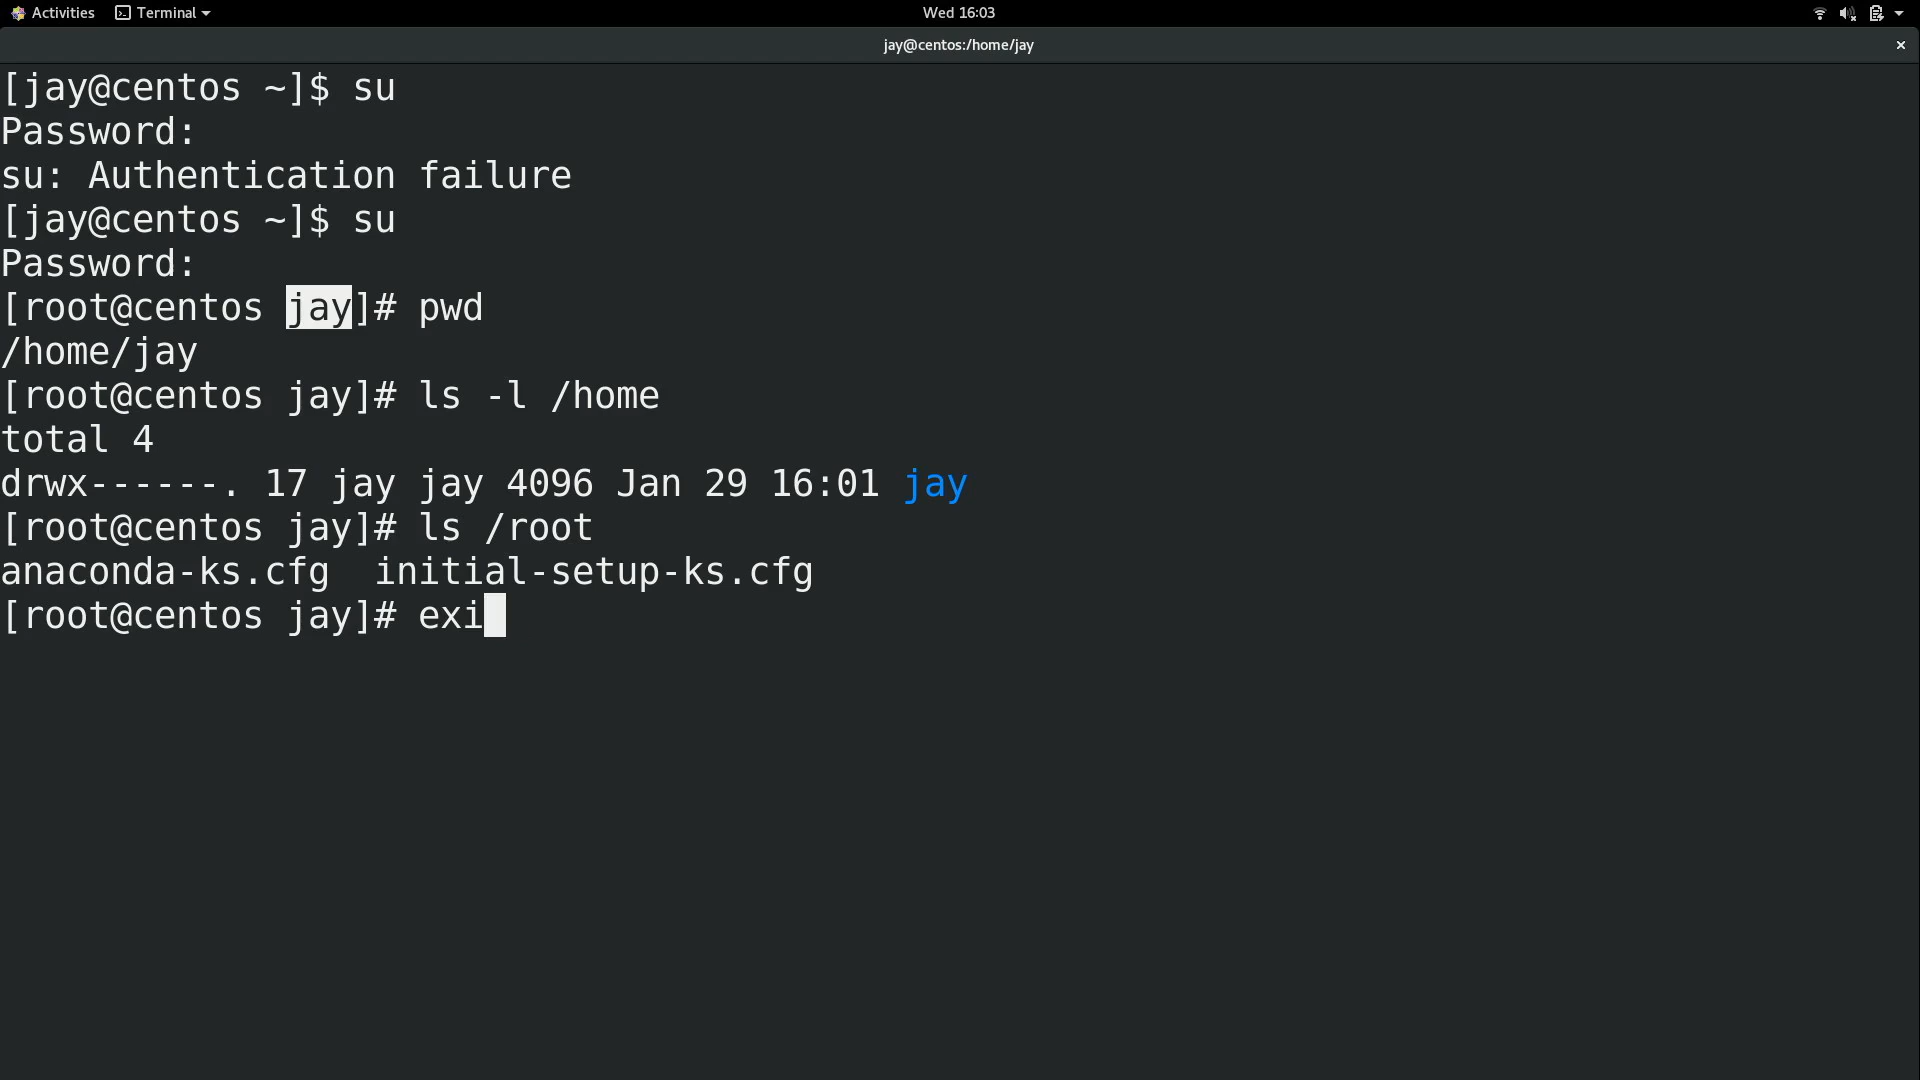 Activities Terminal Wed 16:03
jay@centos:/home/jay ×
[jay@centos ~]$ su
Password:
su: Authentication failure
[jay@centos ~]$ su
Password:
[root@centos jay]# pwd
/home/jay
[root@centos jay]# ls -l /home
total 4
drwx------. 17 jay jay 4096 Jan 29 16:01 jay
[root@centos jay]# ls /root
anaconda-ks.cfg  initial-setup-ks.cfg
[root@centos jay]# exi